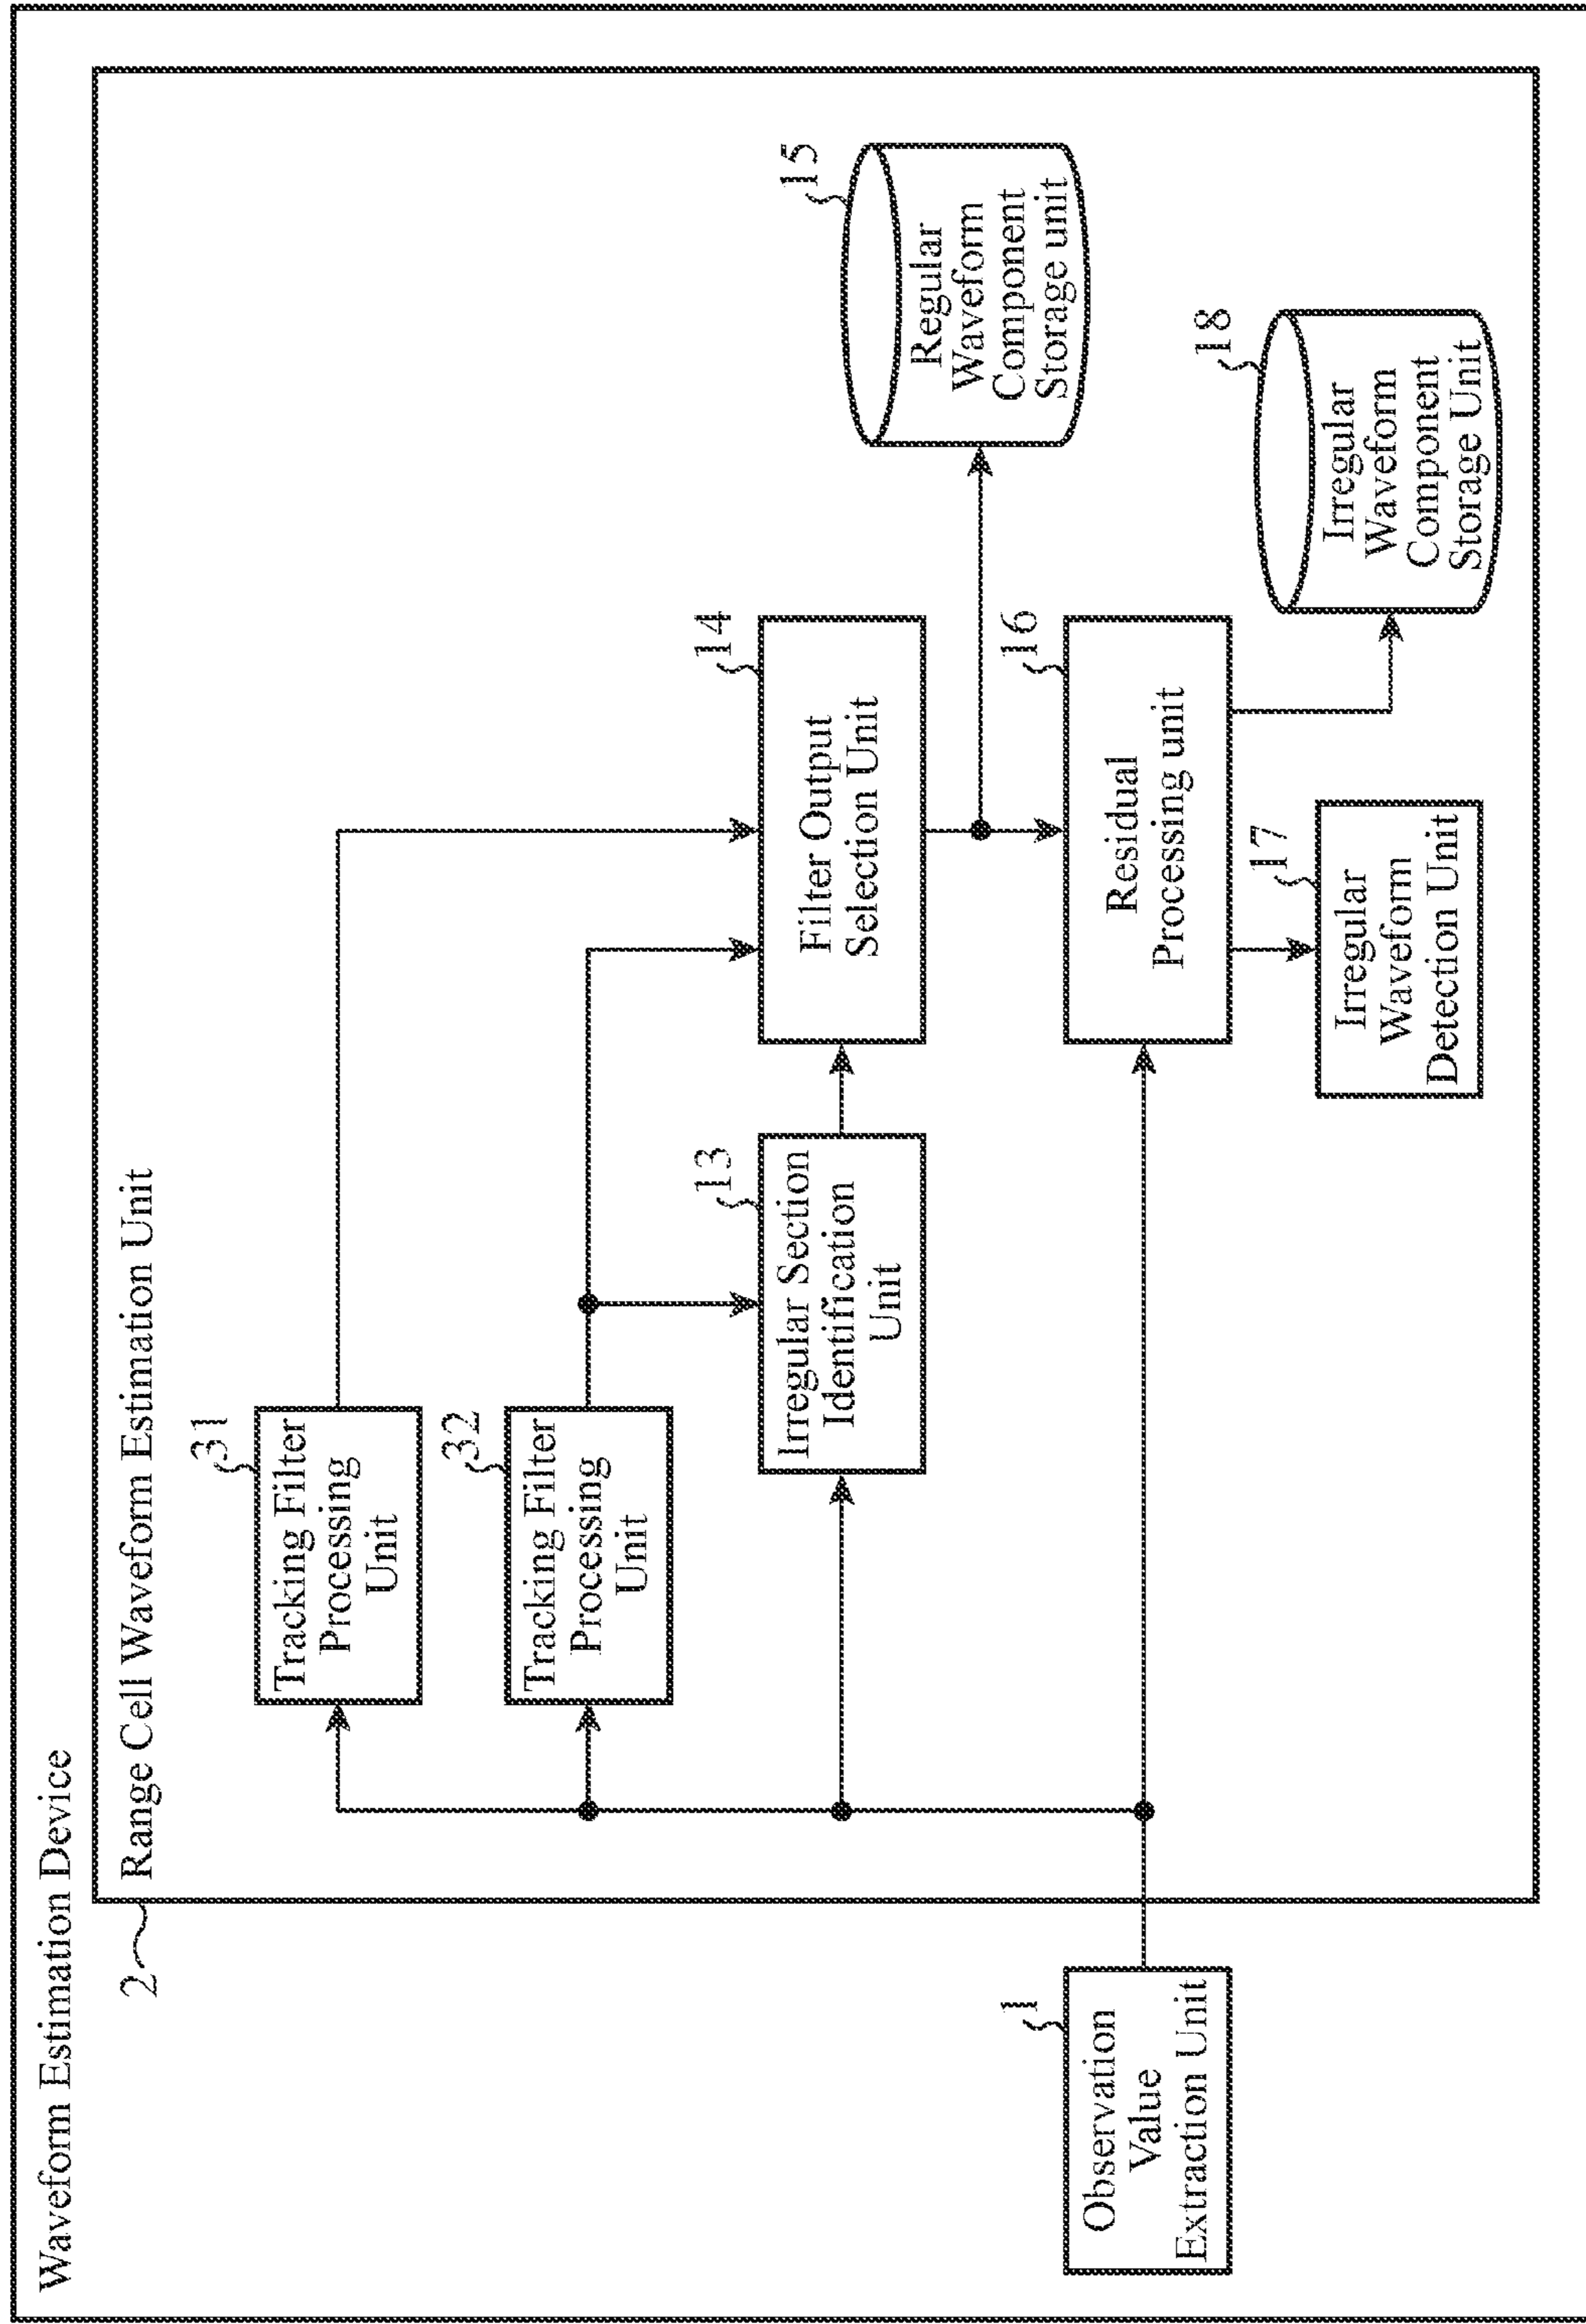 Waveform Estimation Device
2
Range Cell Waveform Estimation Unit
31
Tracking Filter
Processing
Unit
32
Tracking Filter
Processing
Unit
13
Irregular Section
Identification
Unit
14
Filter Output
Selection Unit
15
Regular
Waveform
Component
Storage unit
1
Observation
Value
Extraction Unit
16
Residual
Processing unit
17
Irregular
Waveform
Detection Unit
18
Irregular
Waveform
Component
Storage Unit